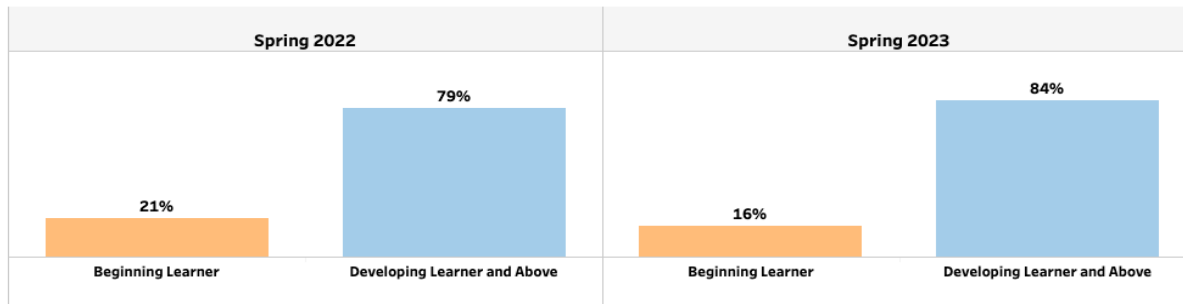 Spring 2022
Spring 2023
79%
84%
21%
16%
Beginning Learner
Developing Learner and Above
Beginning Learner
Developing Learner and Above